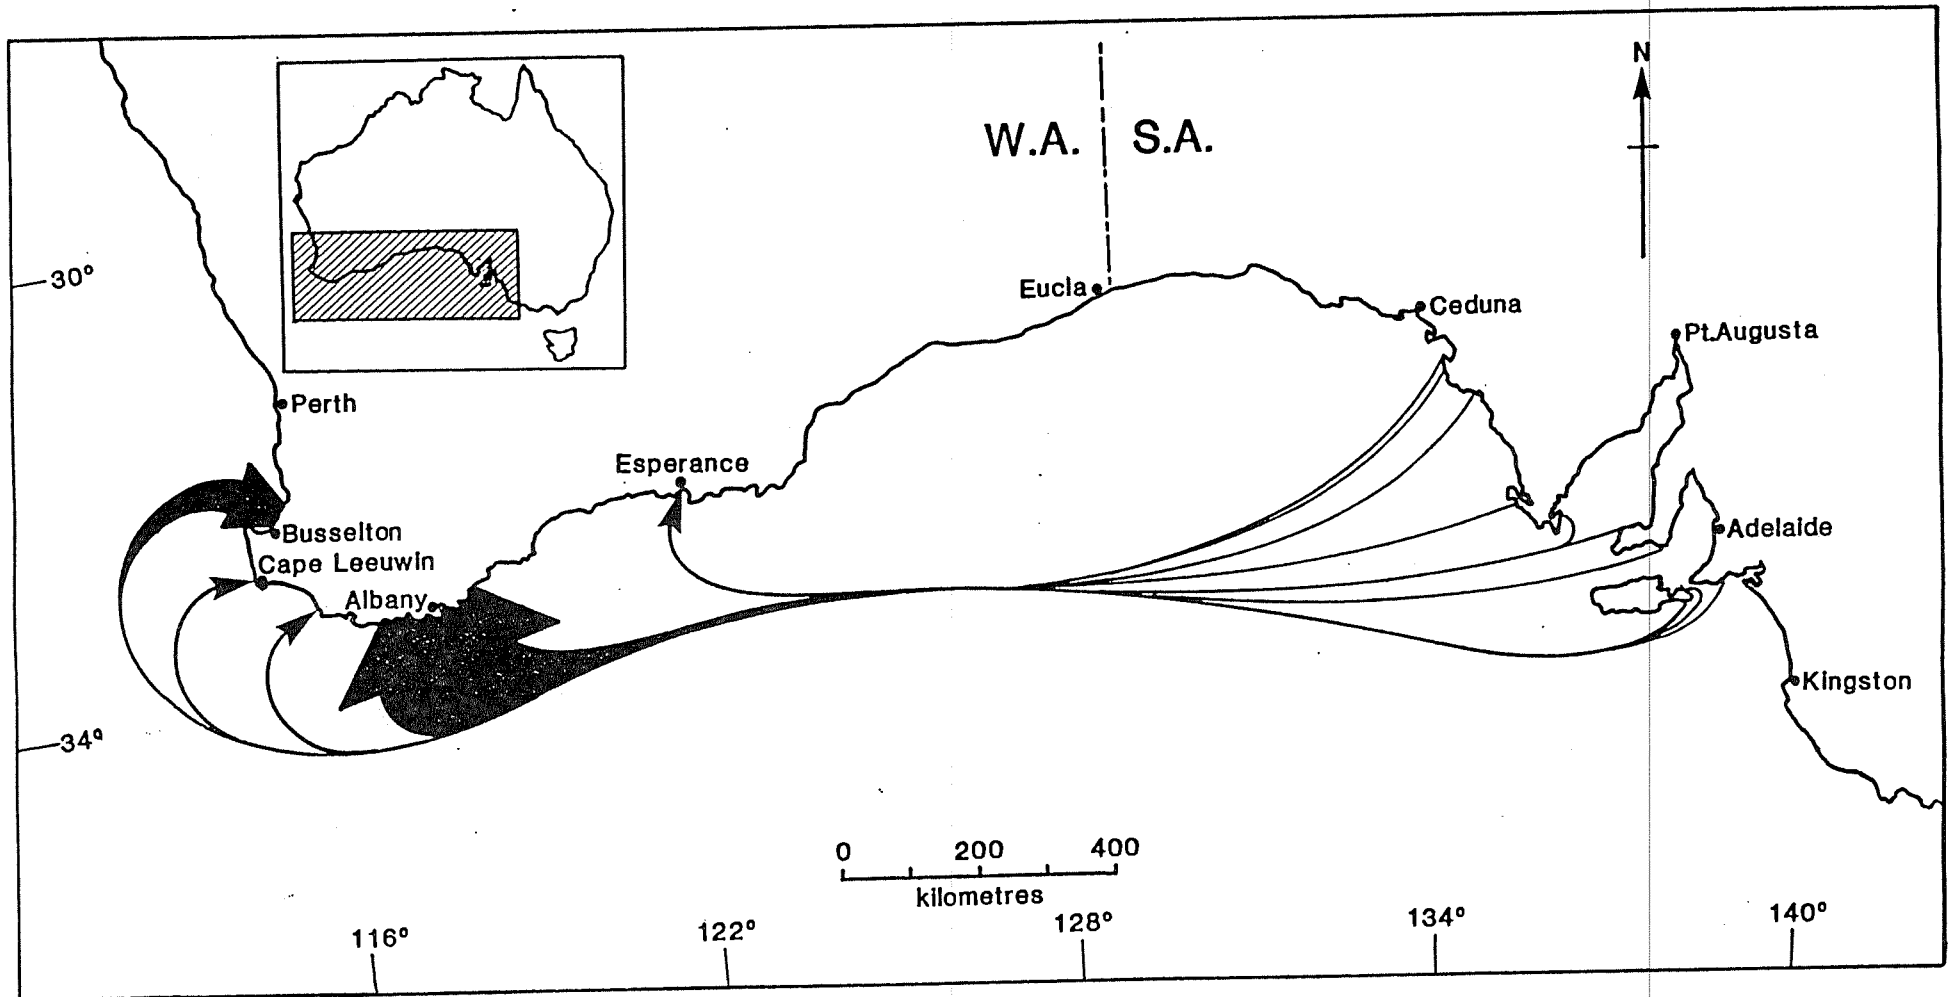 N
W.A. S.A.
30°
Eucla
Ceduna
Pt.Augusta
Perth
Esperance
Busselton
Adelaide
Cape Leeuwin
Albany
Kingston
34°
0 200 400
kilometres
116° 122° 128° 134° 140°